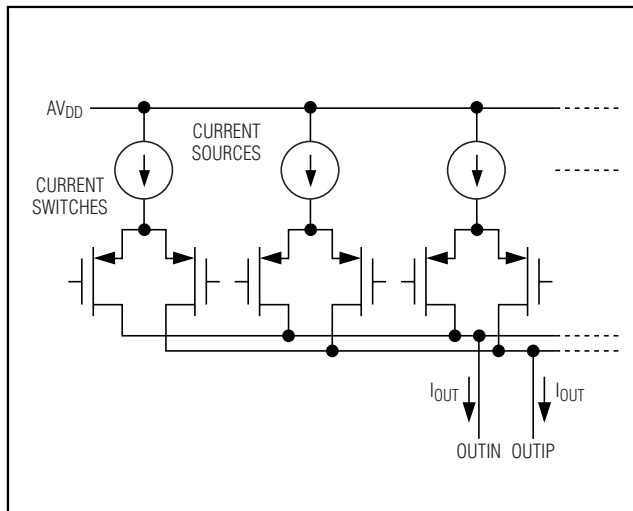 AVDD
CURRENT
SOURCES
CURRENT
SWITCHES
IOUT
IOUT
OUTIN
OUTIP